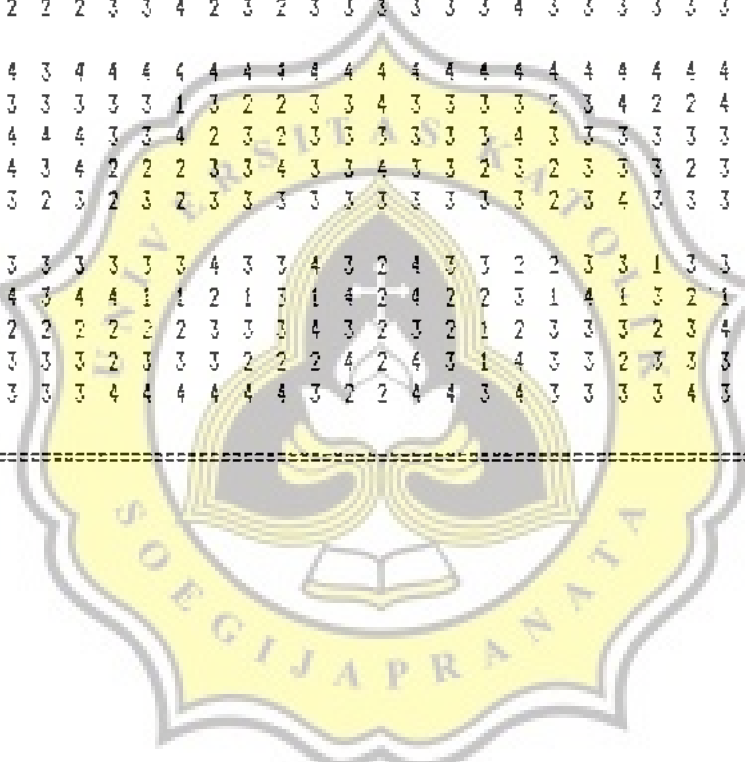 2 2 2 3 3 4 2 3 2 3 3 3 3 3 3 4 3 3 3 3 3 3
4 3 4 4 4 4 4 4 4 4 4 4 4 4 4 4 4 4 4 4 4 4
3 3 3 3 3 1 3 2 2 3 3 4 3 3 3 3 2 3 4 2 2 4
4 4 4 3 3 4 2 3 2 3 3 3 3 3 3 4 3 3 3 3 3 3
4 3 4 2 2 2 3 3 4 3 3 4 3 3 2 3 2 3 3 3 2 3
3 2 3 2 3 2 3 3 3 3 3 3 3 3 3 3 2 3 4 3 3 3
3 3 3 3 3 3 4 3 3 4 3 2 4 3 3 2 2 3 3 1 3 3
4 3 4 4 1 1 2 1 3 1 4 2 4 2 2 3 1 4 1 3 2 1
2 2 2 2 2 2 3 3 3 4 3 2 3 2 1 2 3 3 3 2 3 4
3 3 3 2 3 3 3 2 2 2 4 2 4 3 1 4 3 3 2 3 3 3
3 3 3 4 4 4 4 4 4 3 2 2 4 4 3 4 3 3 3 3 4 3
UNIVERSITAS KATOLIK
SOEGIJAPRANATA